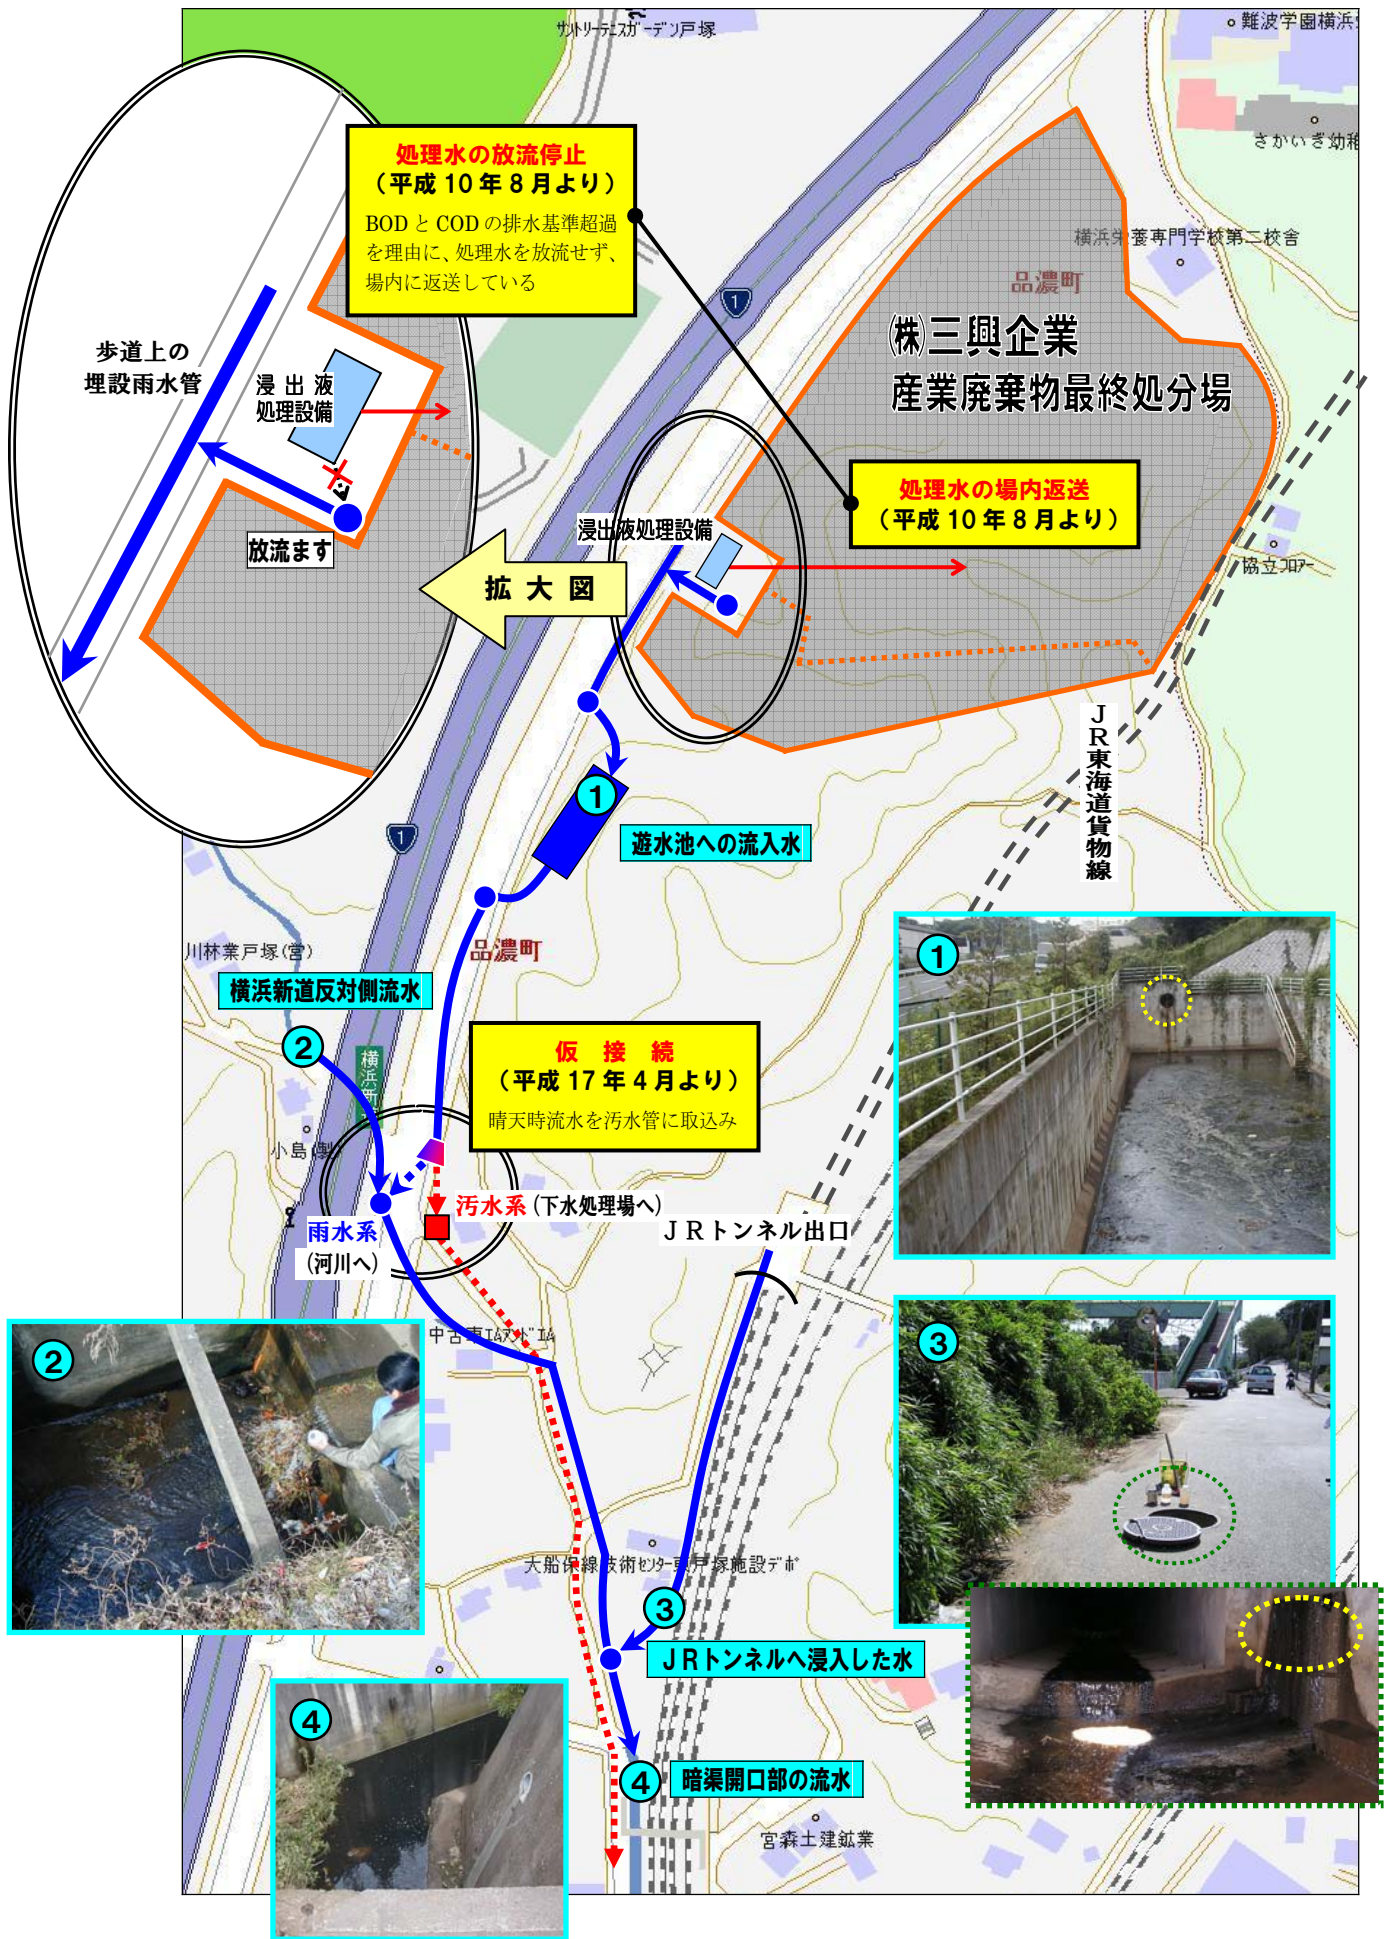 サントリーテニスガーデン戸塚
難波学園横浜
さかいぎ幼稚
処理水の放流停止
（平成10年8月より）
BODとCODの排水基準超過
を理由に、処理水を放流せず、
場内に返送している
横浜栄養専門学校第二校舎
品濃町
1
㈱三興企業
産業廃棄物最終処分場
歩道上の
埋設雨水管
浸出液
処理設備
放流ます
拡大図
浸出液処理設備
処理水の場内返送
（平成10年8月より）
協立フロアー
JR東海道貨物線
1
遊水池への流入水
1
川林業戸塚(営)
品濃町
横浜新道反対側流水
2
横浜新
仮接続
（平成17年4月より）
晴天時流水を汚水管に取込み
小島(製)
雨水系
(河川へ)
汚水系(下水処理場へ)
JRトンネル出口
1
中古車エムアンドエム
2
3
大船保線技術センター東戸塚施設デポ
3
JRトンネルへ浸入した水
4
4
暗渠開口部の流水
宮森土建鉱業